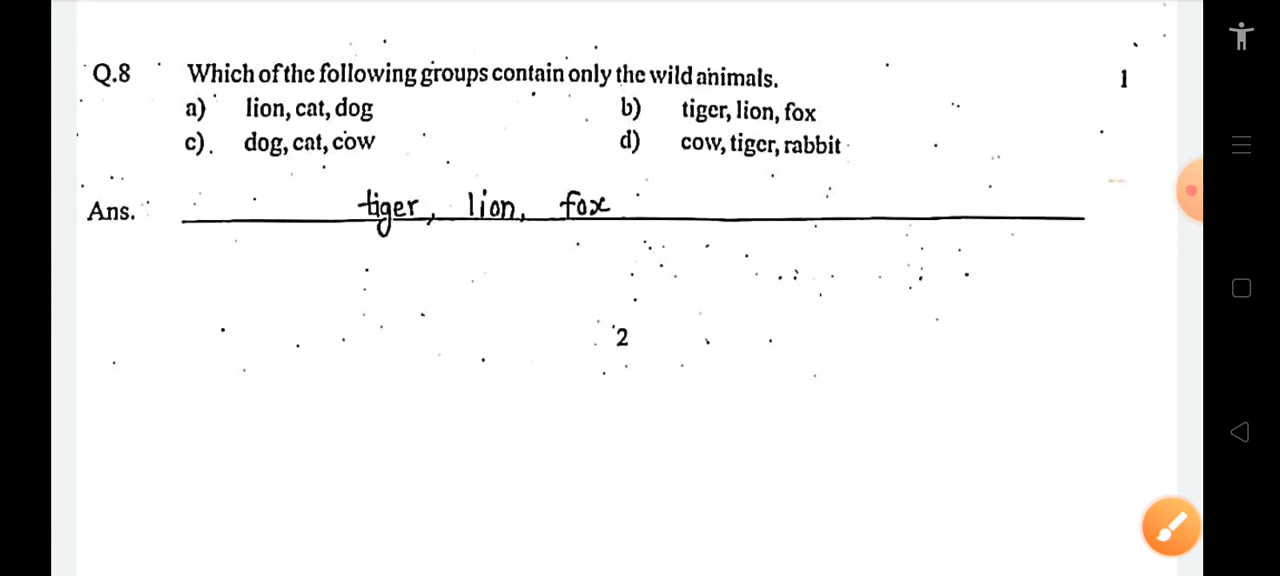 Q.8 Which of the following groups contain only the wild animals. 1
a) lion, cat, dog b) tiger, lion, fox
c). dog, cat, cow d) cow, tiger, rabbit
Ans. tiger, lion, fox
2